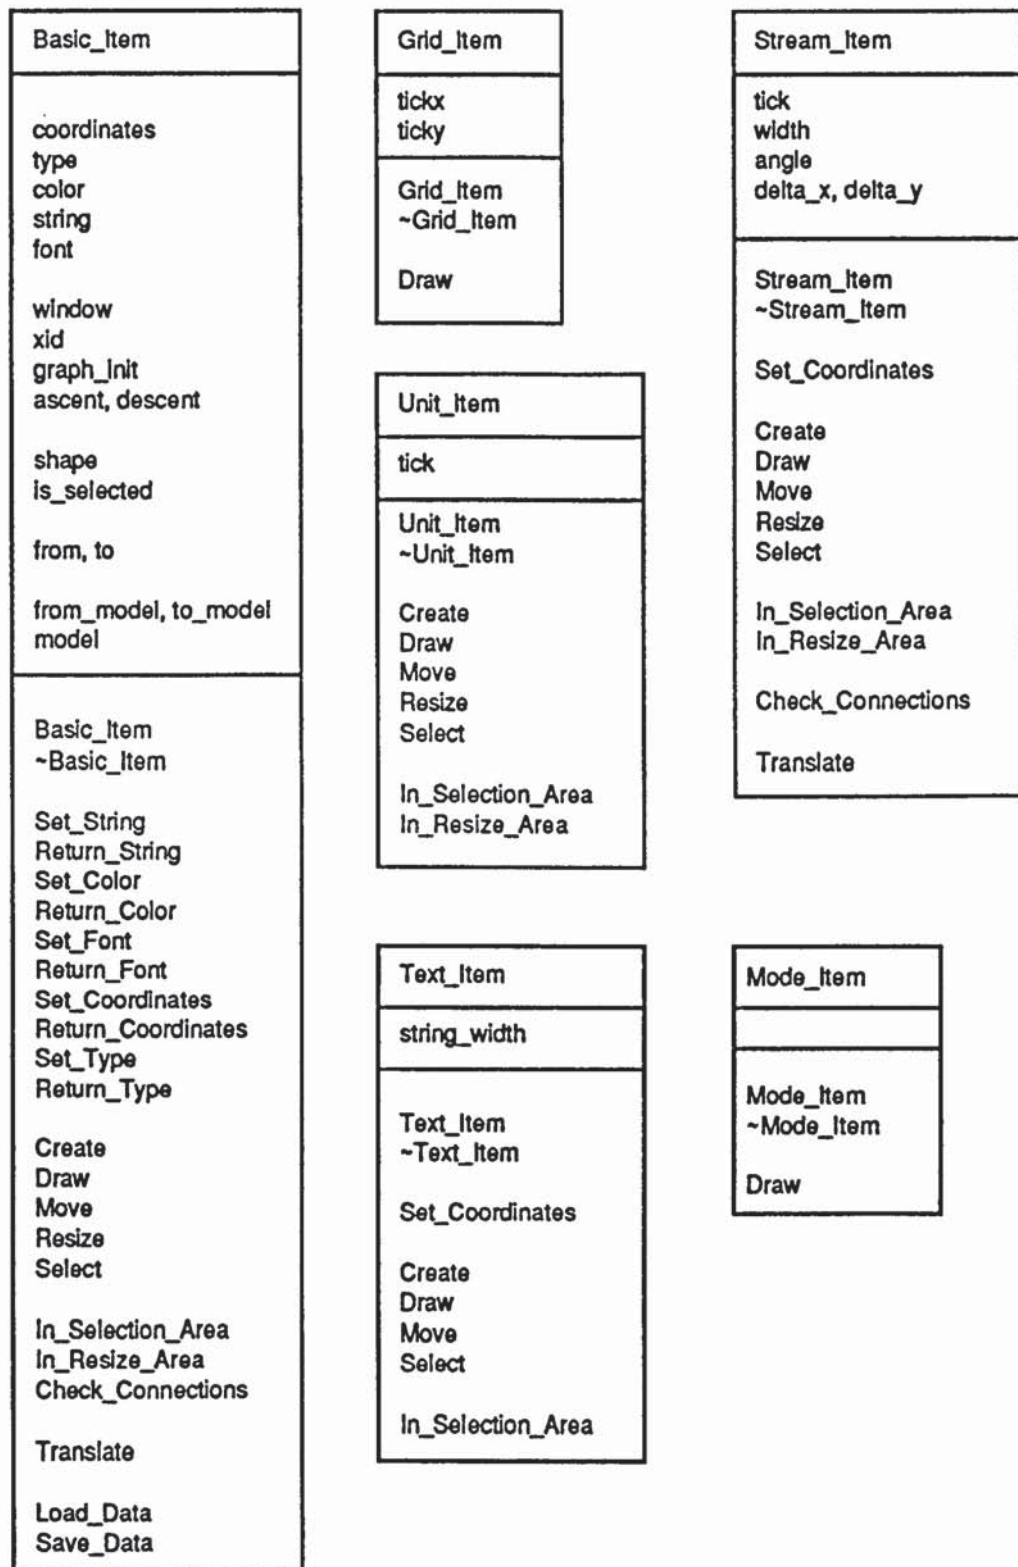 Basic_Item
coordinates
type
color
string
font
window
xid
graph_init
ascent, descent
shape
is_selected
from, to
from_model, to_model
model
Basic_Item
~Basic_Item
Set_String
Return_String
Set_Color
Return_Color
Set_Font
Return_Font
Set_Coordinates
Return_Coordinates
Set_Type
Return_Type
Create
Draw
Move
Resize
Select
In_Selection_Area
In_Resize_Area
Check_Connections
Translate
Load_Data
Save_Data
Grid_Item
tickx
ticky
Grid_Item
~Grid_Item
Draw
Unit_Item
tick
Unit_Item
~Unit_Item
Create
Draw
Move
Resize
Select
In_Selection_Area
In_Resize_Area
Text_Item
string_width
Text_Item
~Text_Item
Set_Coordinates
Create
Draw
Move
Select
In_Selection_Area
Stream_Item
tick
width
angle
delta_x, delta_y
Stream_Item
~Stream_Item
Set_Coordinates
Create
Draw
Move
Resize
Select
In_Selection_Area
In_Resize_Area
Check_Connections
Translate
Mode_Item
Mode_Item
~Mode_Item
Draw